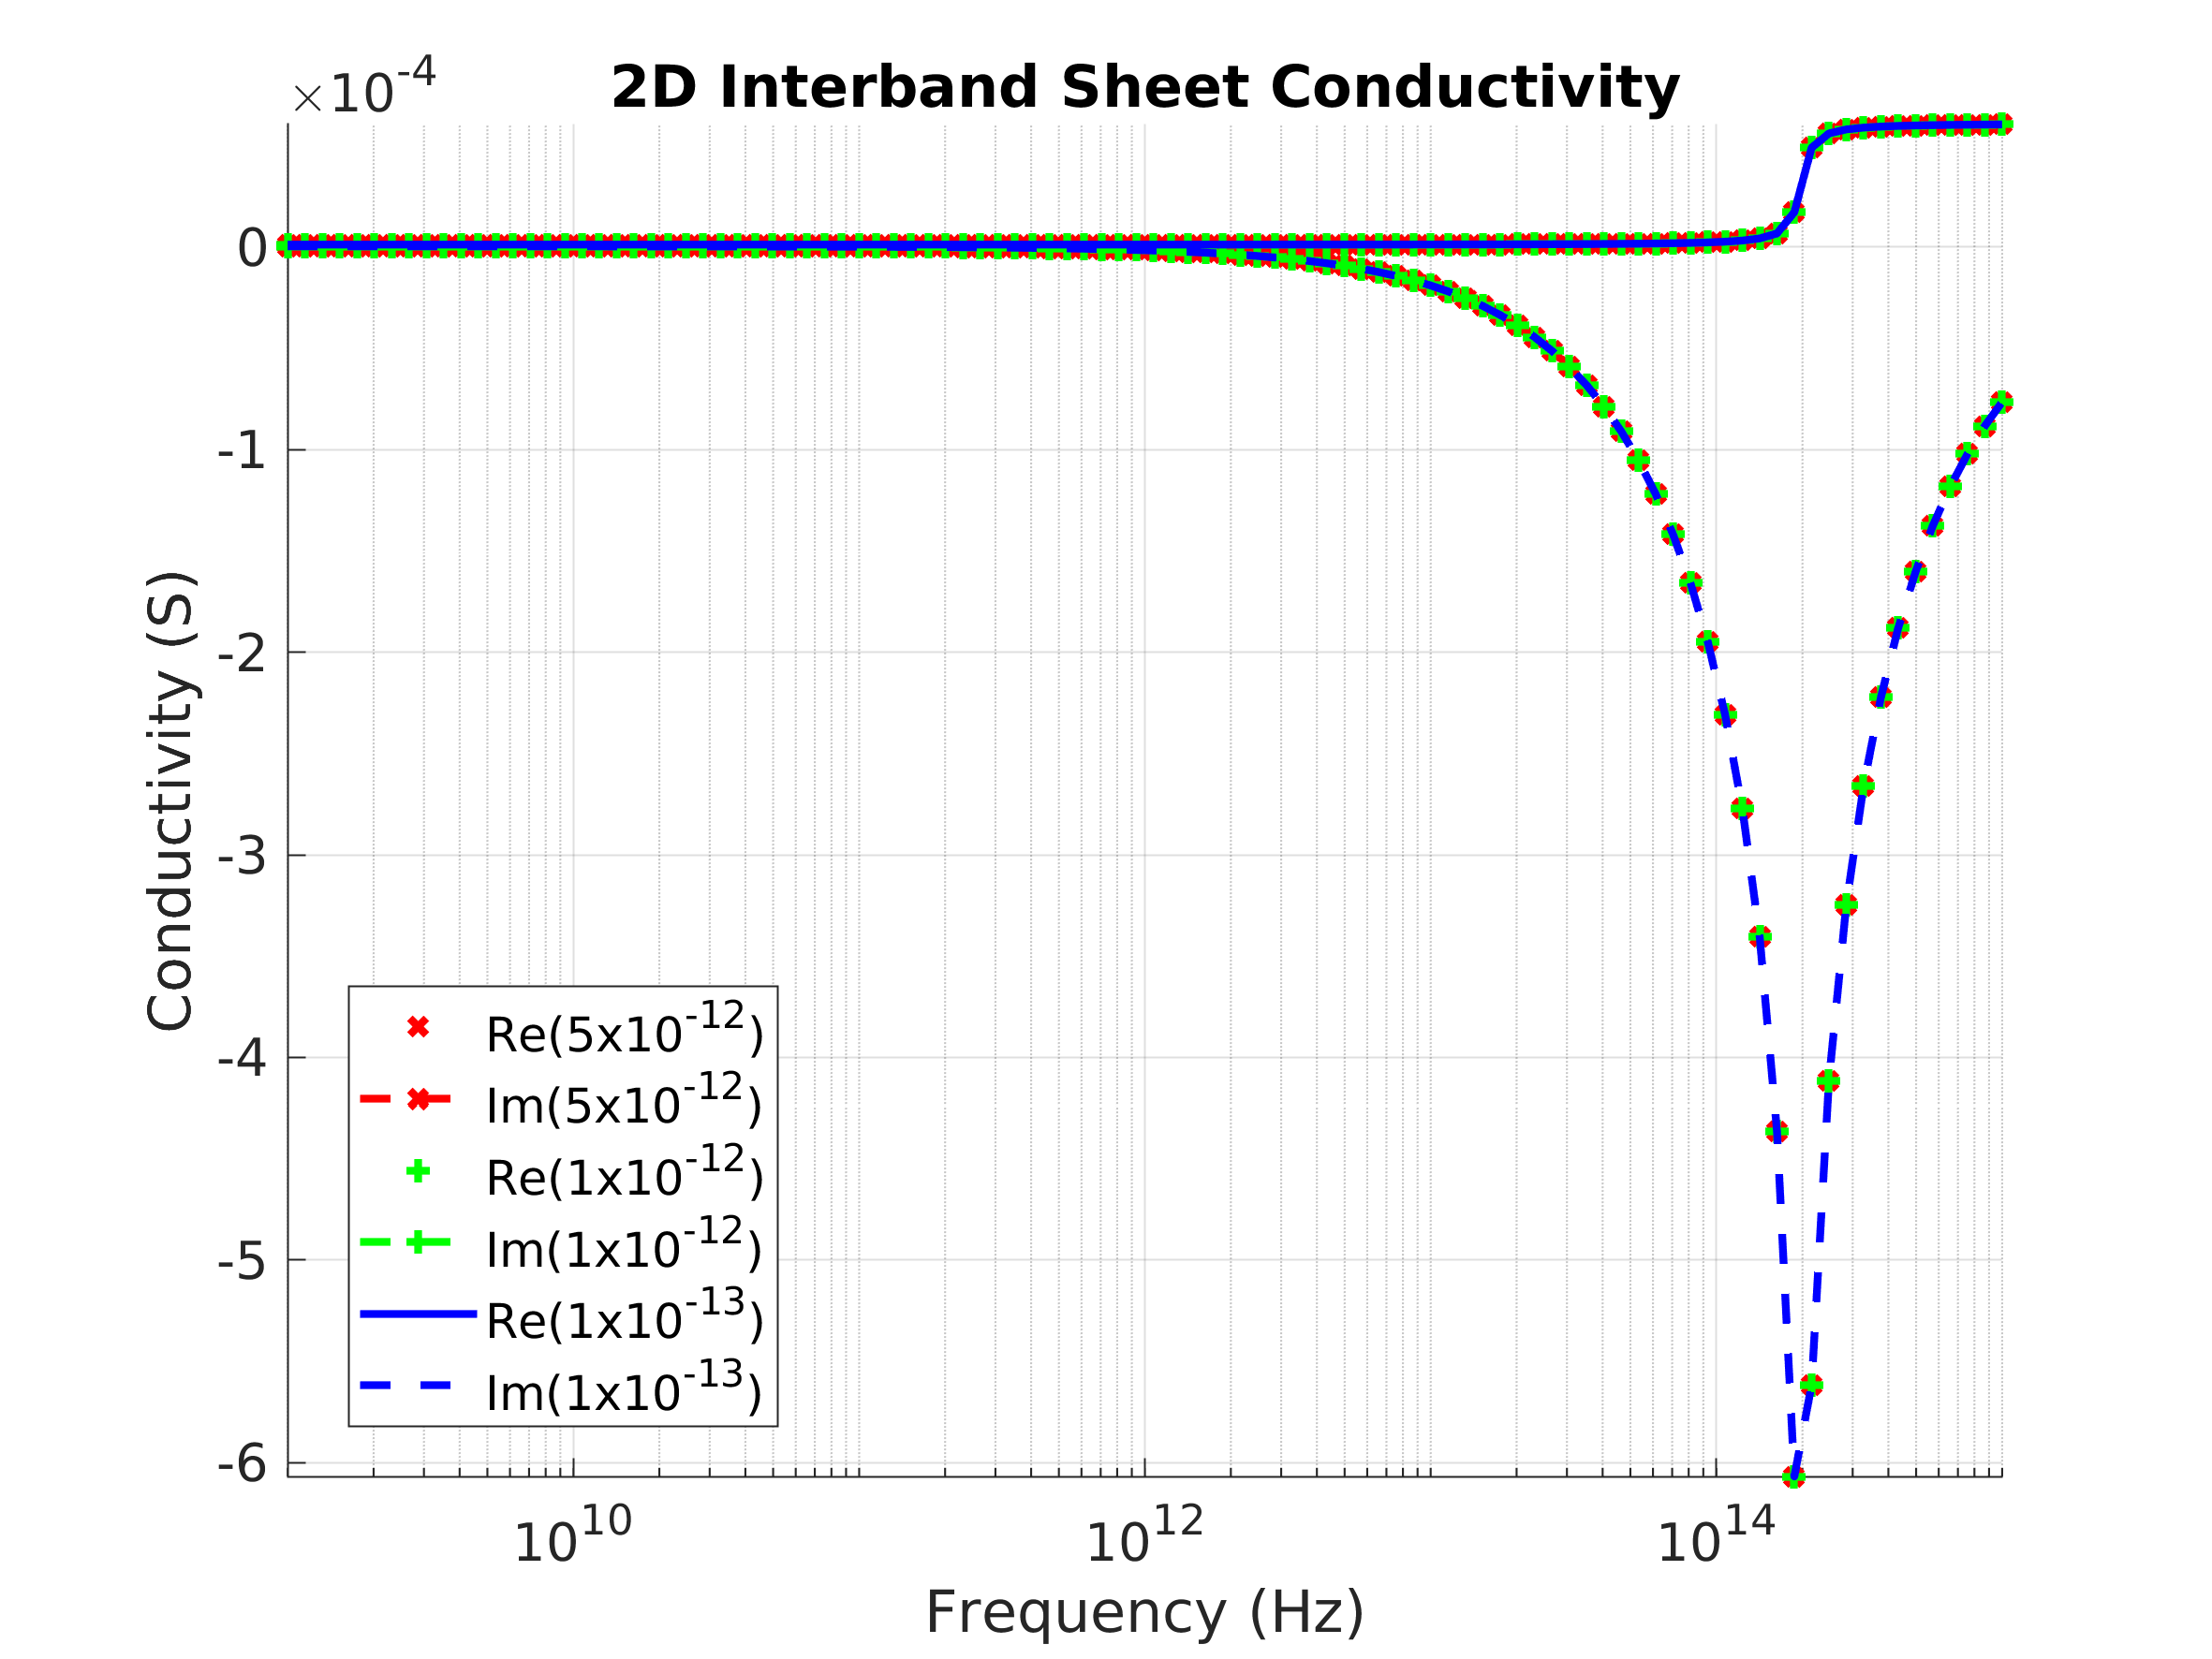 ×10-4
2D Interband Sheet Conductivity
0
-1
-2
-3
-4
-5
-6
Conductivity (S)
Re(5x10-12)
Im(5x10-12)
Re(1x10-12)
Im(1x10-12)
Re(1x10-13)
Im(1x10-13)
1010
1012
1014
Frequency (Hz)